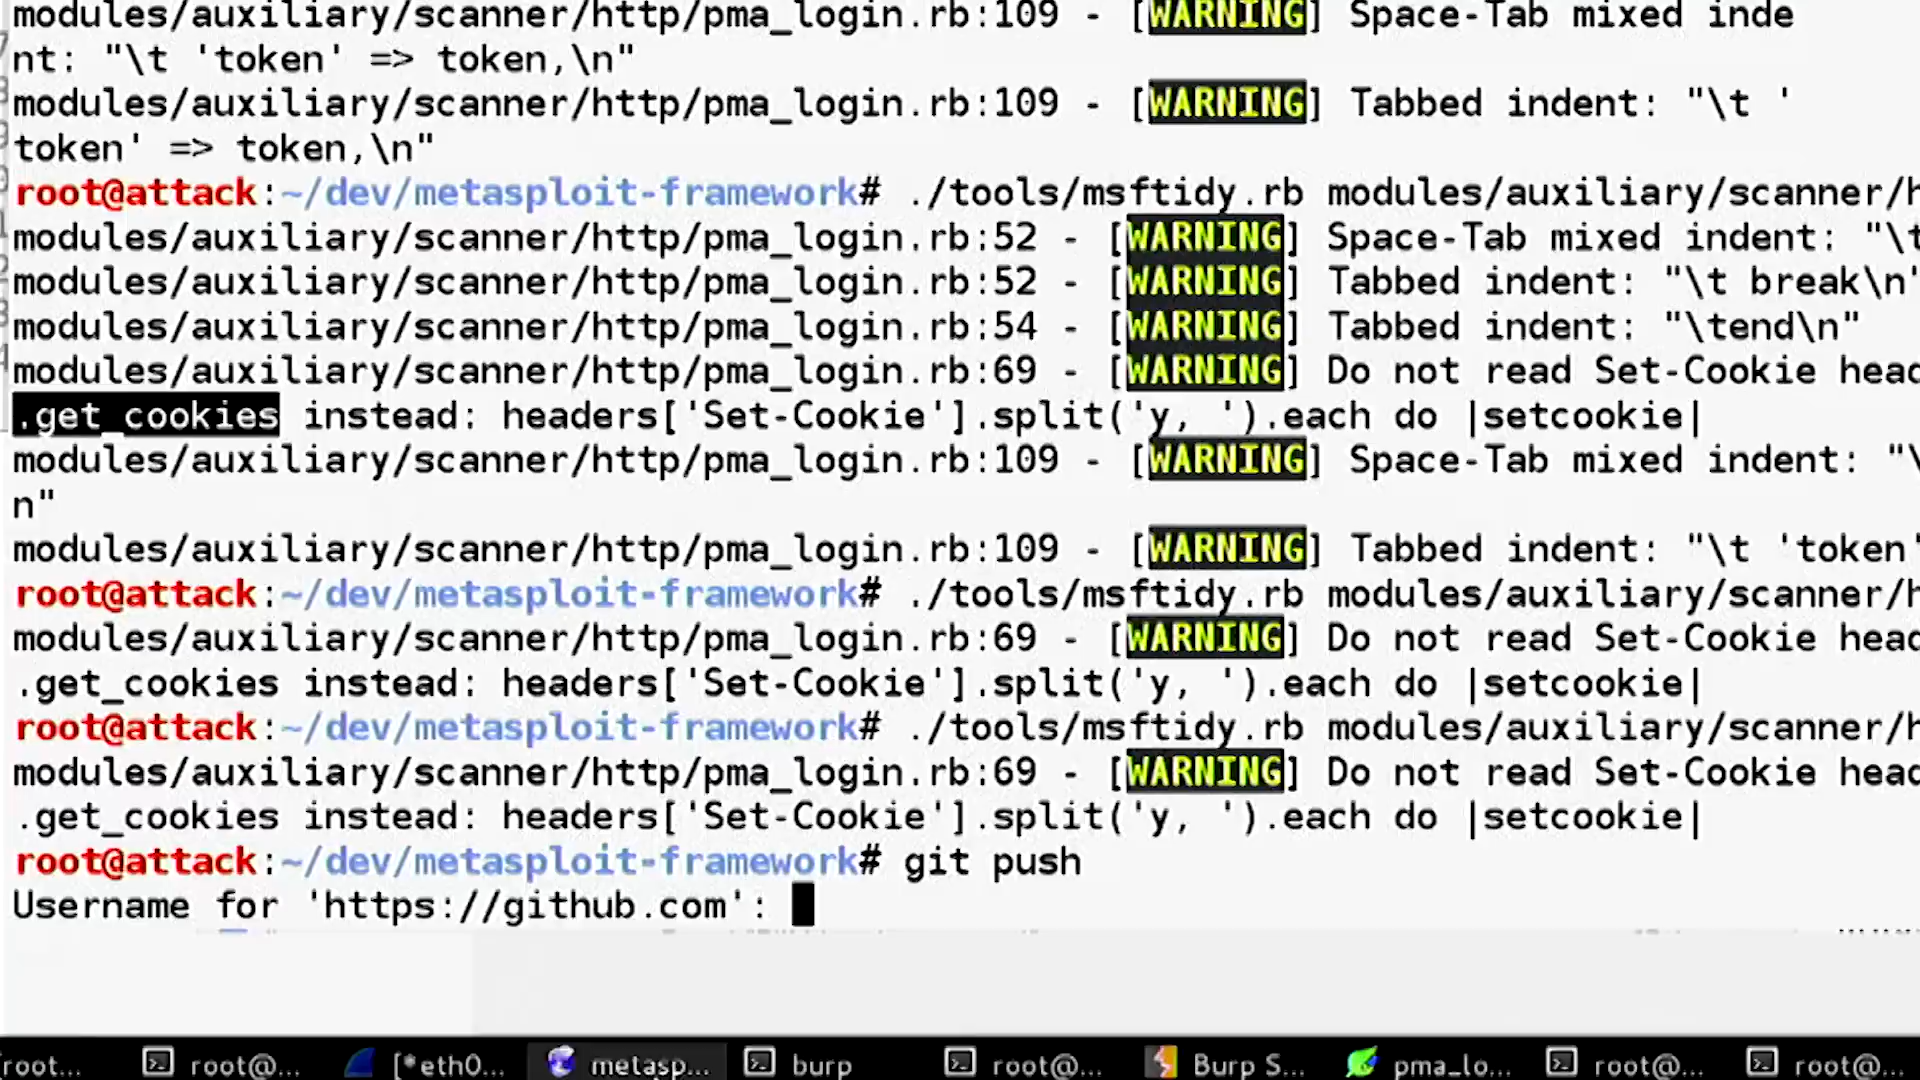 modules/auxiliary/scanner/http/pma_login.rb:109 - [WARNING] Space-Tab mixed inde
nt: "\t 'token' => token,\n"
modules/auxiliary/scanner/http/pma_login.rb:109 - [WARNING] Tabbed indent: "\t '
token' => token,\n"
root@attack:~/dev/metasploit-framework# ./tools/msftidy.rb modules/auxiliary/scanner/h
modules/auxiliary/scanner/http/pma_login.rb:52 - [WARNING] Space-Tab mixed indent: "\t
modules/auxiliary/scanner/http/pma_login.rb:52 - [WARNING] Tabbed indent: "\t break\n"
modules/auxiliary/scanner/http/pma_login.rb:54 - [WARNING] Tabbed indent: "\tend\n"
modules/auxiliary/scanner/http/pma_login.rb:69 - [WARNING] Do not read Set-Cookie head
.get_cookies instead: headers['Set-Cookie'].split('y, ').each do |setcookie|
modules/auxiliary/scanner/http/pma_login.rb:109 - [WARNING] Space-Tab mixed indent: "\
n"
modules/auxiliary/scanner/http/pma_login.rb:109 - [WARNING] Tabbed indent: "\t 'token'
root@attack:~/dev/metasploit-framework# ./tools/msftidy.rb modules/auxiliary/scanner/h
modules/auxiliary/scanner/http/pma_login.rb:69 - [WARNING] Do not read Set-Cookie head
.get_cookies instead: headers['Set-Cookie'].split('y, ').each do |setcookie|
root@attack:~/dev/metasploit-framework# ./tools/msftidy.rb modules/auxiliary/scanner/h
modules/auxiliary/scanner/http/pma_login.rb:69 - [WARNING] Do not read Set-Cookie head
.get_cookies instead: headers['Set-Cookie'].split('y, ').each do |setcookie|
root@attack:~/dev/metasploit-framework# git push
Username for 'https://github.com':
root... root@... [*eth0... metasp... burp root@... Burp S... pma_lo... root@... root@...